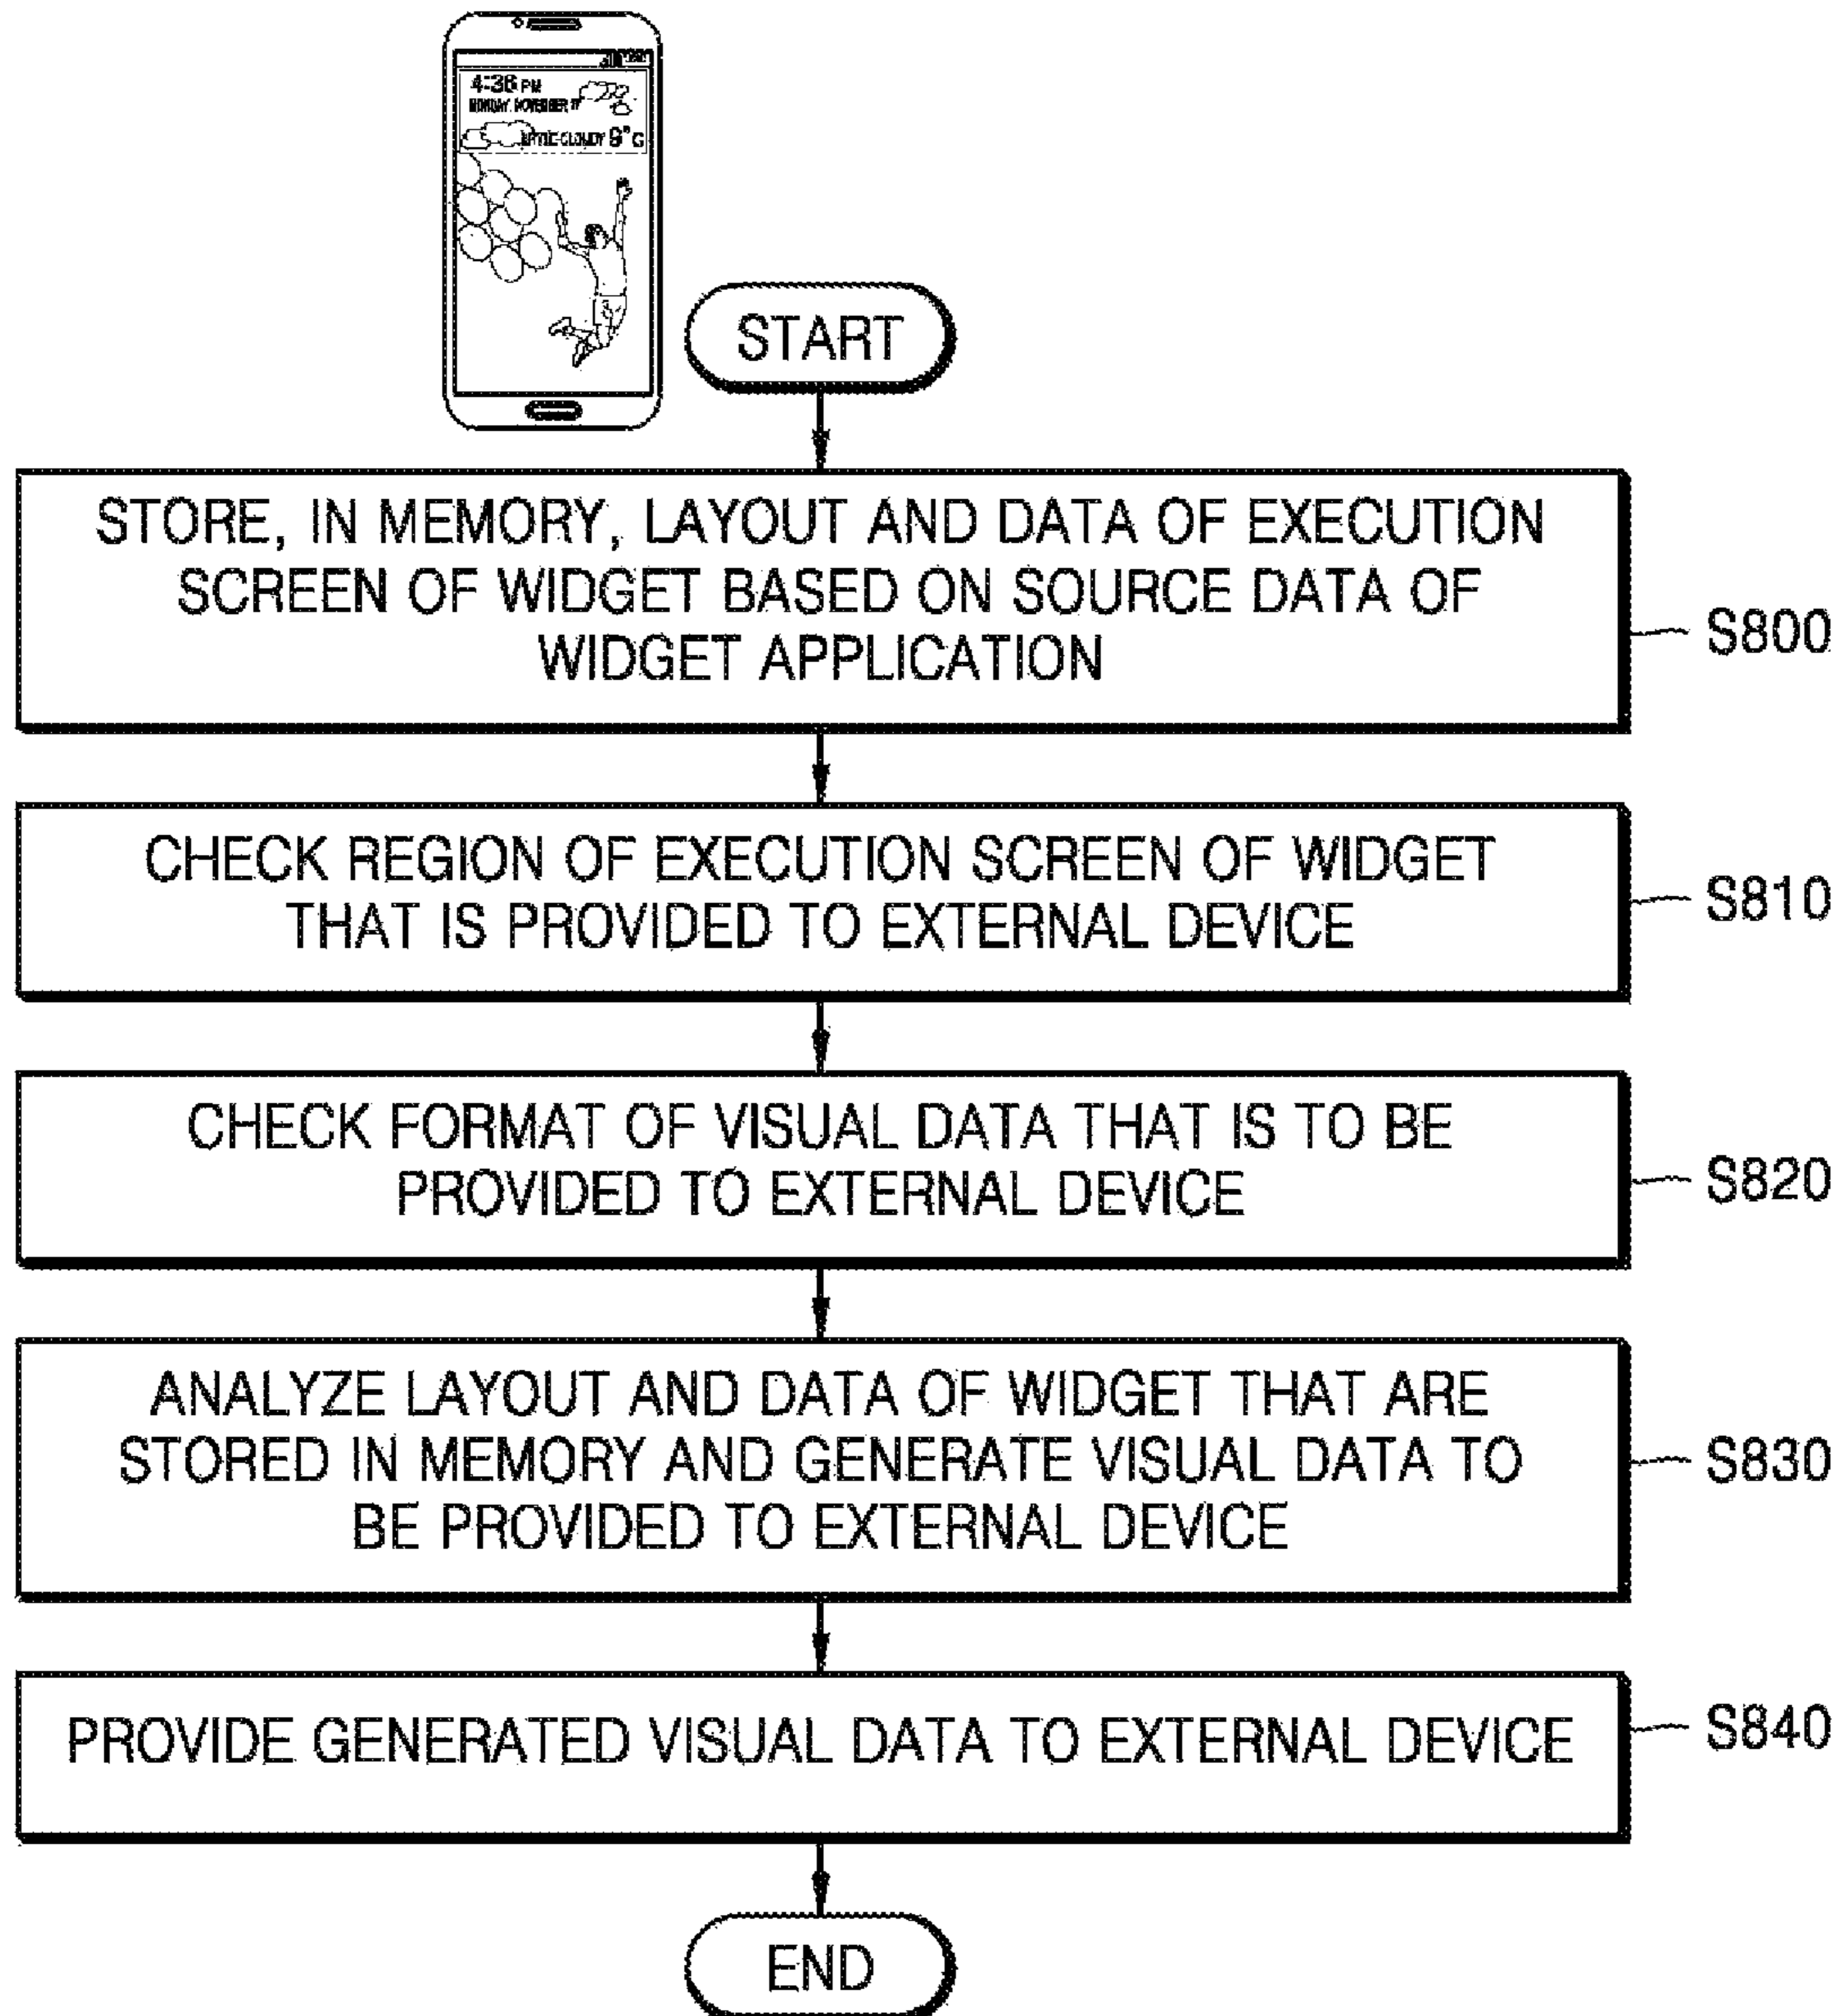 4:36 PM
MONDAY, NOVEMBER
CLOUDY
START
STORE, IN MEMORY, LAYOUT AND DATA OF EXECUTION
SCREEN OF WIDGET BASED ON SOURCE DATA OF
WIDGET APPLICATION
S800
CHECK REGION OF EXECUTION SCREEN OF WIDGET
THAT IS PROVIDED TO EXTERNAL DEVICE
S810
CHECK FORMAT OF VISUAL DATA THAT IS TO BE
PROVIDED TO EXTERNAL DEVICE
S820
ANALYZE LAYOUT AND DATA OF WIDGET THAT ARE
STORED IN MEMORY AND GENERATE VISUAL DATA TO
BE PROVIDED TO EXTERNAL DEVICE
S830
PROVIDE GENERATED VISUAL DATA TO EXTERNAL DEVICE
S840
END